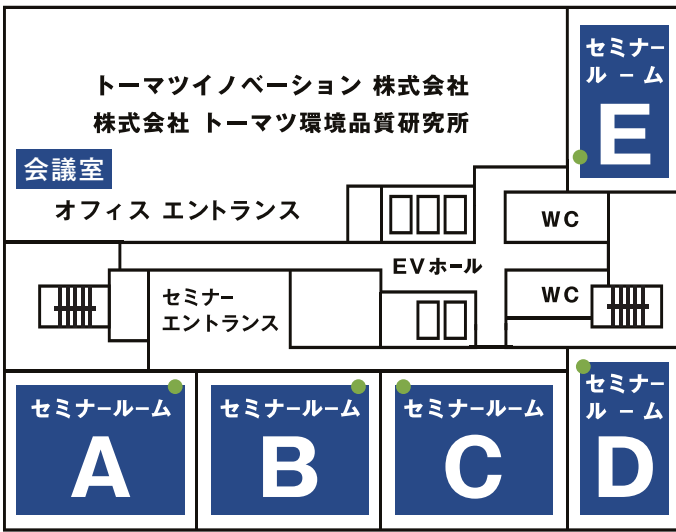 トーマツイノベーション 株式会社
株式会社 トーマツ環境品質研究所
会議室
オフィス エントランス
セミナー
ルーム
E
WC
EVホール
WC
セミナー
エントランス
セミナールーム
A
セミナールーム
B
セミナールーム
C
セミナー
ルーム
D